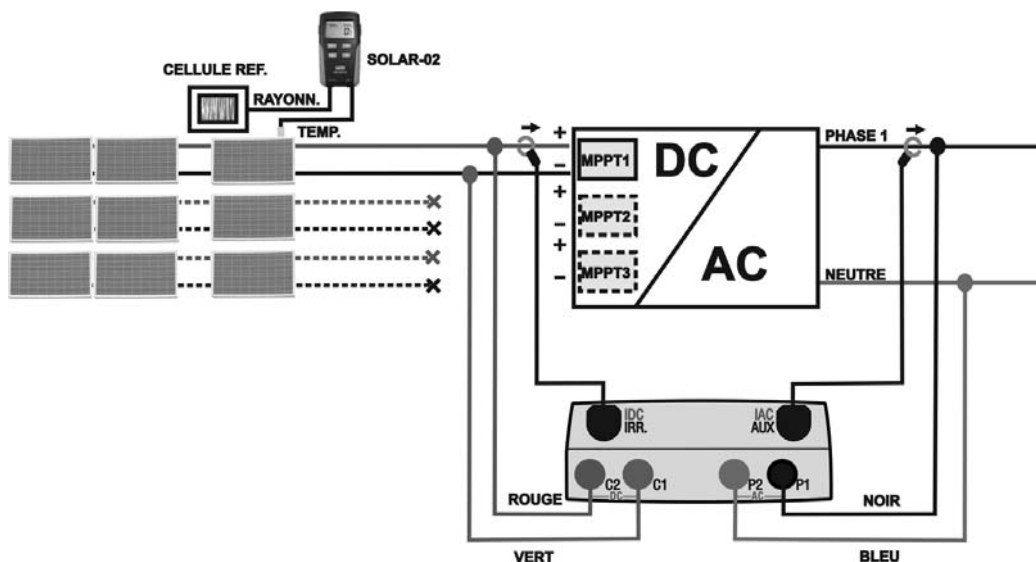 SOLAR-02
CELLULE REF.
RAYONN.
TEMP.
+
-
MPPT1
DC
PHASE 1
+
-
MPPT2
+
-
MPPT3
AC
NEUTRE
IDC
IRR.
IAC
AUX
C2
C1
DC
P2
P1
AC
ROUGE
NOIR
VERT
BLEU